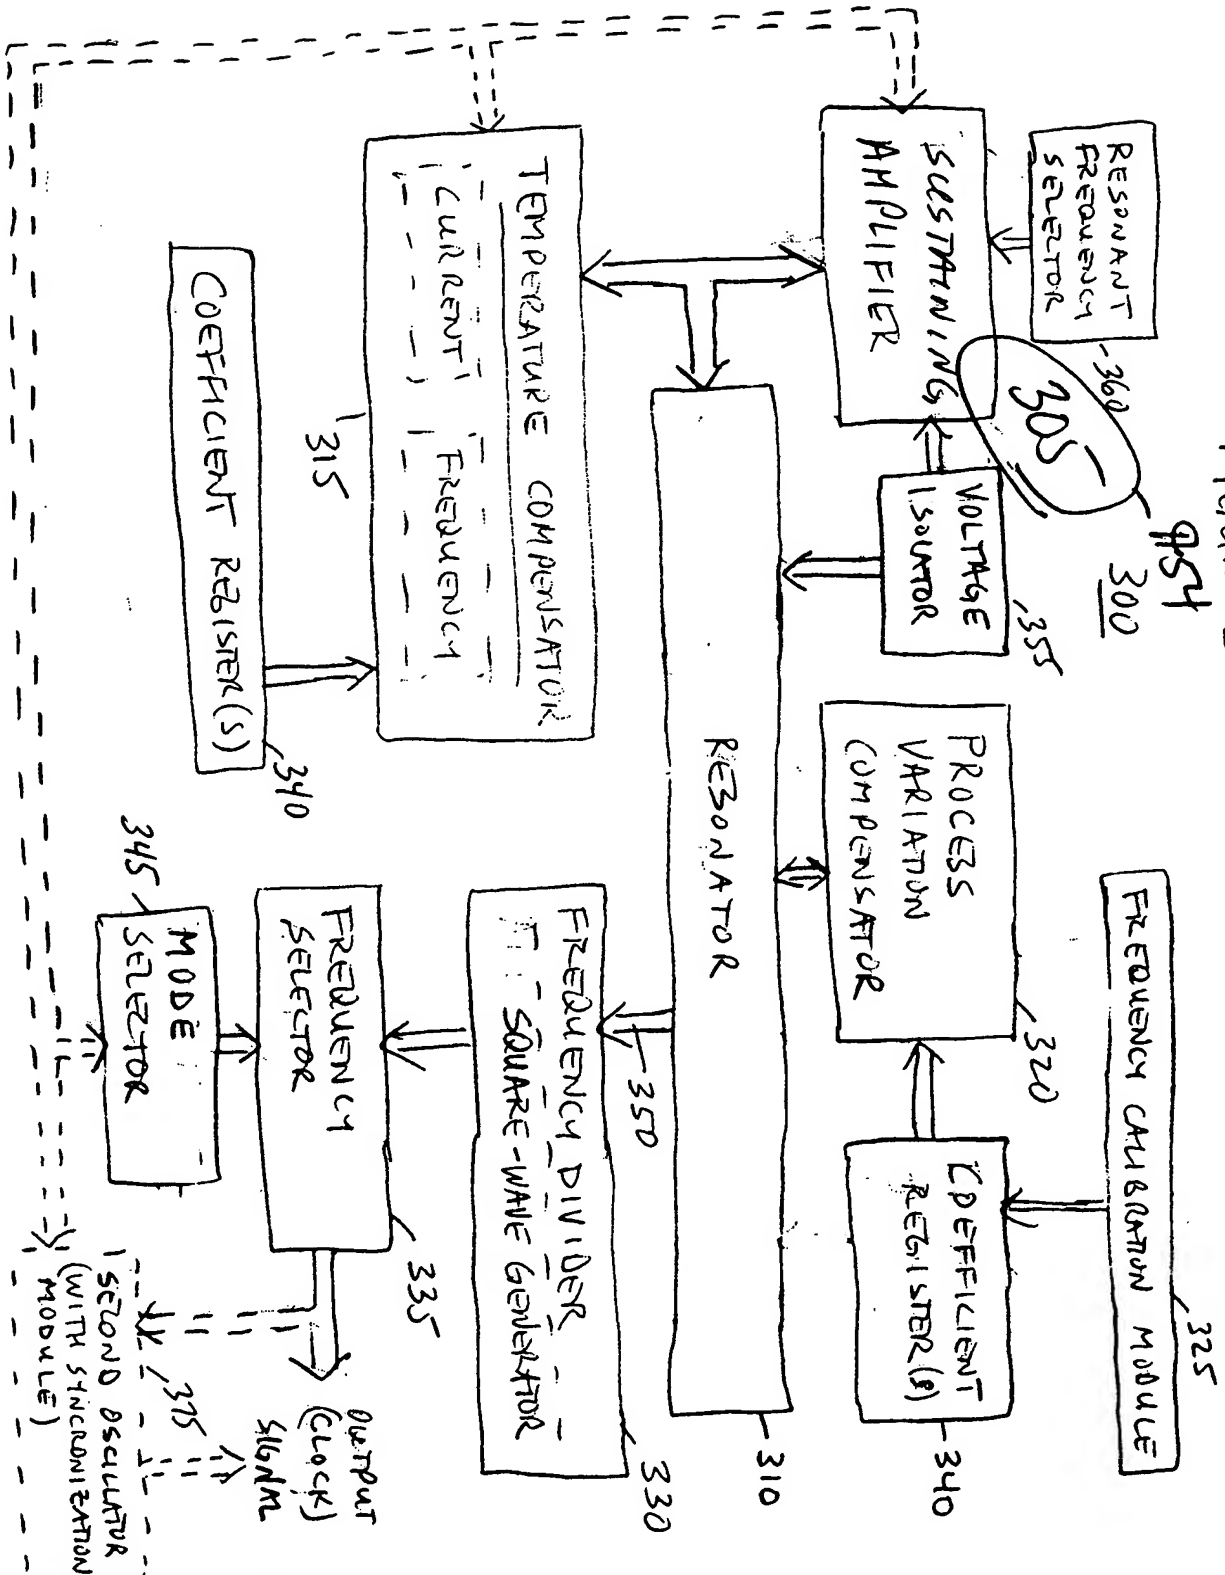 300
¶54
305
RESONANT
FREQUENCY
SELECTOR
360
SUSTAINING
AMPLIFIER
VOLTAGE
ISOLATOR
355
FREQUENCY CALIBRATION MODULE
325
PROCESS
VARIATION
COMPENSATOR
320
COEFFICIENT
REGISTER(S)
340
RESONATOR
310
TEMPERATURE COMPENSATOR
CURRENT
FREQUENCY
315
350
FREQUENCY DIVIDER
SQUARE-WAVE GENERATOR
330
COEFFICIENT REGISTER(S)
340
FREQUENCY
SELECTOR
335
MODE
SELECTOR
345
OUTPUT
(CLOCK)
SIGNAL
375
SECOND OSCILLATOR
(WITH SYNCRONIZATION
MODULE)